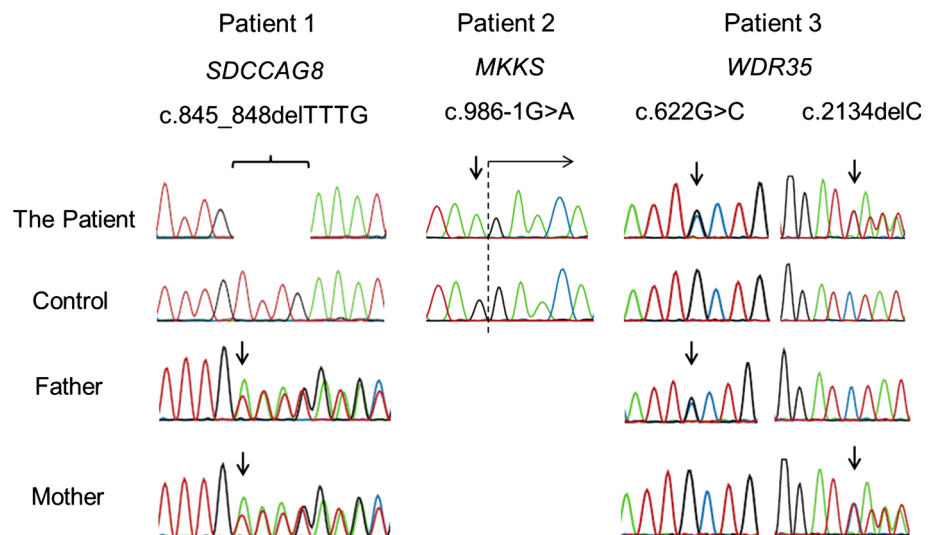 Patient 1 Patient 2 Patient 3
SDCCAG8 MKKS WDR35
c.845_848delTTTG c.986-1G>A c.622G>C c.2134delC
The Patient
Control
Father
Mother